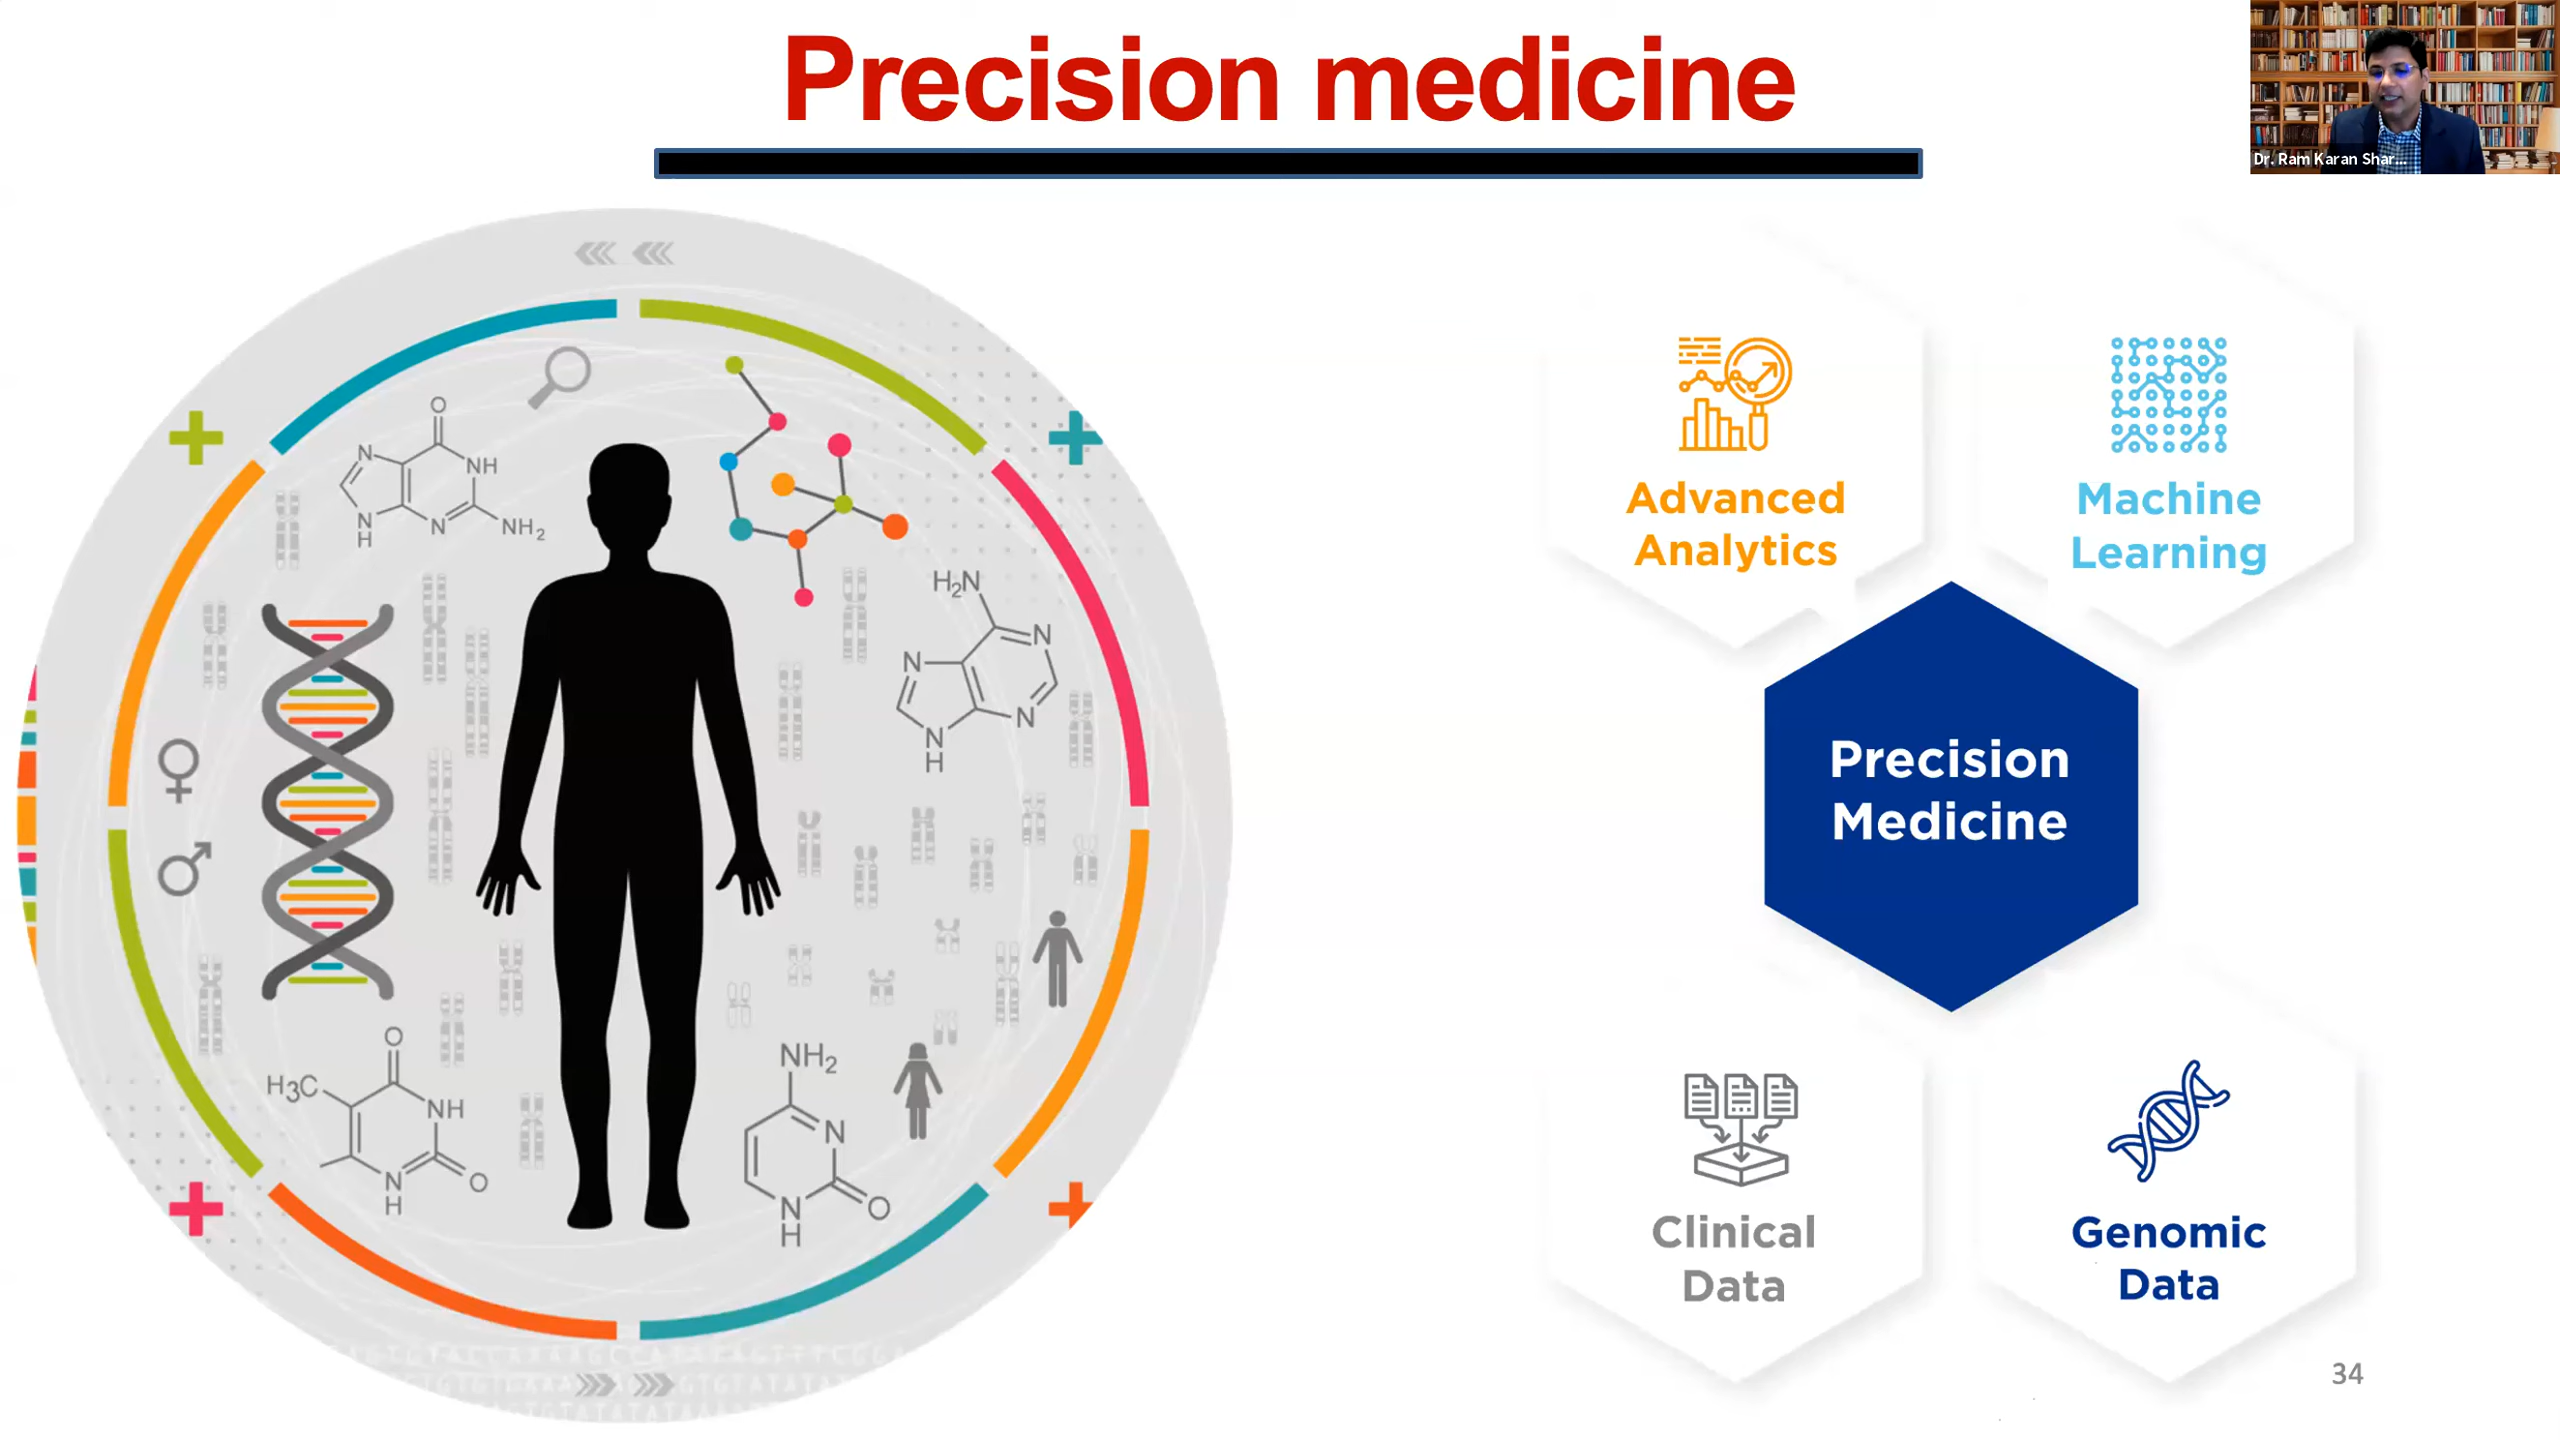 Precision medicine
Dr. Ram Karan Shar...
O
N
NH
N
H
N
NH2
H2N
N
N
N
N
H
O
H3C
NH
N
H
O
NH2
N
N
H
O
Advanced
Analytics
Machine
Learning
Precision
Medicine
Clinical
Data
Genomic
Data
34